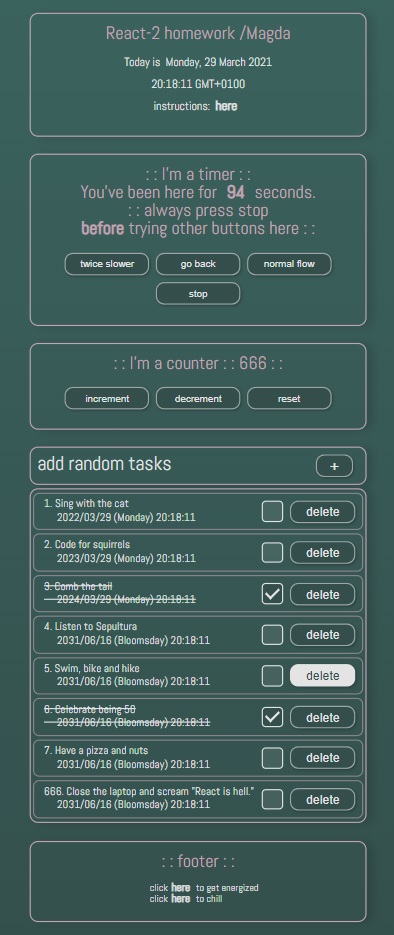 React-2 homework /Magda
Today is Monday, 29 March 2021
20:18:11 GMT+0100
instructions: here
: : I'm a timer : :
You've been here for 94 seconds.
: : always press stop
before trying other buttons here : :
twice slower go back normal flow
stop
: : I'm a counter : : 666 : :
increment decrement reset
add random tasks +
1. Sing with the cat
2022/03/29 (Monday) 20:18:11 delete
2. Code for squirrels
2023/03/29 (Monday) 20:18:11 delete
3. Comb the tail
2024/03/29 (Monday) 20:18:11 delete
4. Listen to Sepultura
2031/06/16 (Bloomsday) 20:18:11 delete
5. Swim, bike and hike
2031/06/16 (Bloomsday) 20:18:11 delete
6. Celebrate being 50
2031/06/16 (Bloomsday) 20:18:11 delete
7. Have a pizza and nuts
2031/06/16 (Bloomsday) 20:18:11 delete
666. Close the laptop and scream "React is hell."
2031/06/16 (Bloomsday) 20:18:11 delete
: : footer : :
click here to get energized
click here to chill